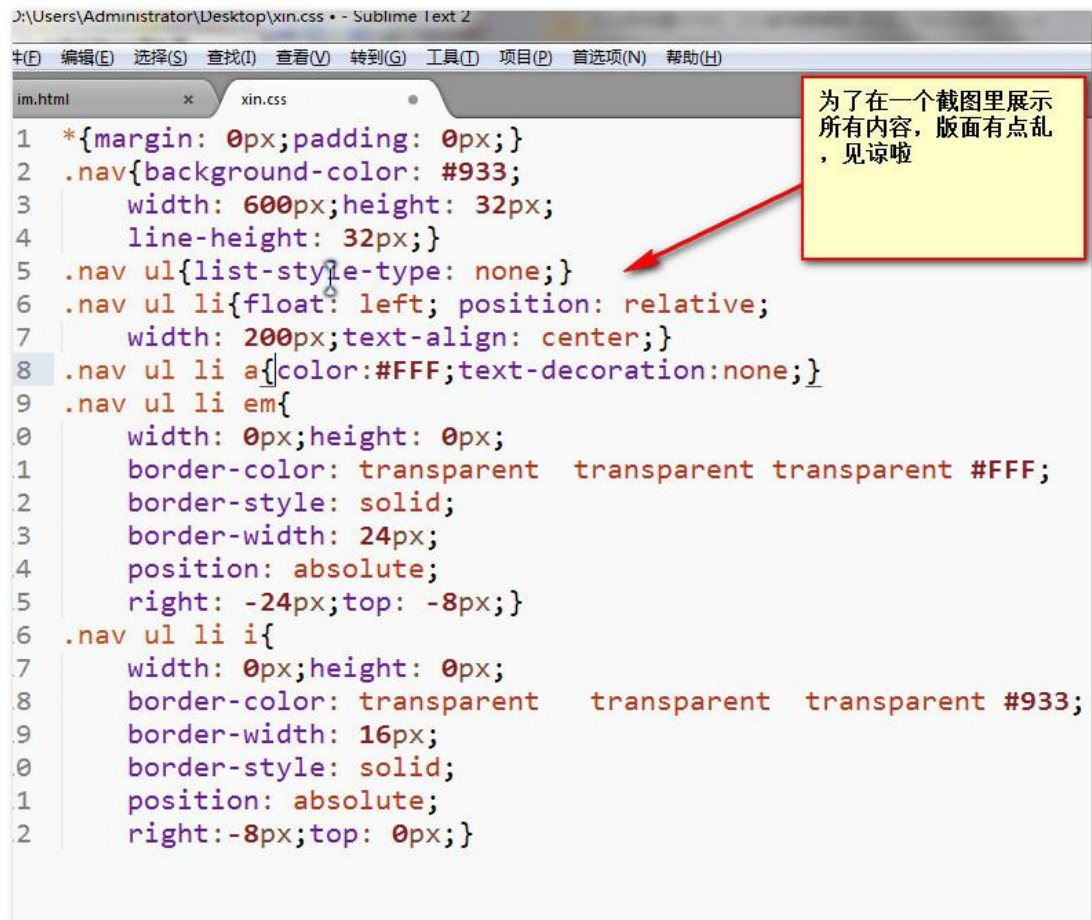 D:\Users\Administrator\Desktop\xin.css • - Sublime Text 2
件(F) 编辑(E) 选择(S) 查找(I) 查看(V) 转到(G) 工具(T) 项目(P) 首选项(N) 帮助(H)
im.html × xin.css
为了在一个截图里展示
所有内容，版面有点乱
，见谅啦
1 *{margin: 0px;padding: 0px;}
2 .nav{background-color: #933;
3 width: 600px;height: 32px;
4 line-height: 32px;}
5 .nav ul{list-style-type: none;}
6 .nav ul li{float: left; position: relative;
7 width: 200px;text-align: center;}
8 .nav ul li a{color:#FFF;text-decoration:none;}
9 .nav ul li em{
0 width: 0px;height: 0px;
1 border-color: transparent  transparent transparent #FFF;
2 border-style: solid;
3 border-width: 24px;
4 position: absolute;
5 right: -24px;top: -8px;}
6 .nav ul li i{
7 width: 0px;height: 0px;
8 border-color: transparent   transparent  transparent #933;
9 border-width: 16px;
0 border-style: solid;
1 position: absolute;
2 right:-8px;top: 0px;}